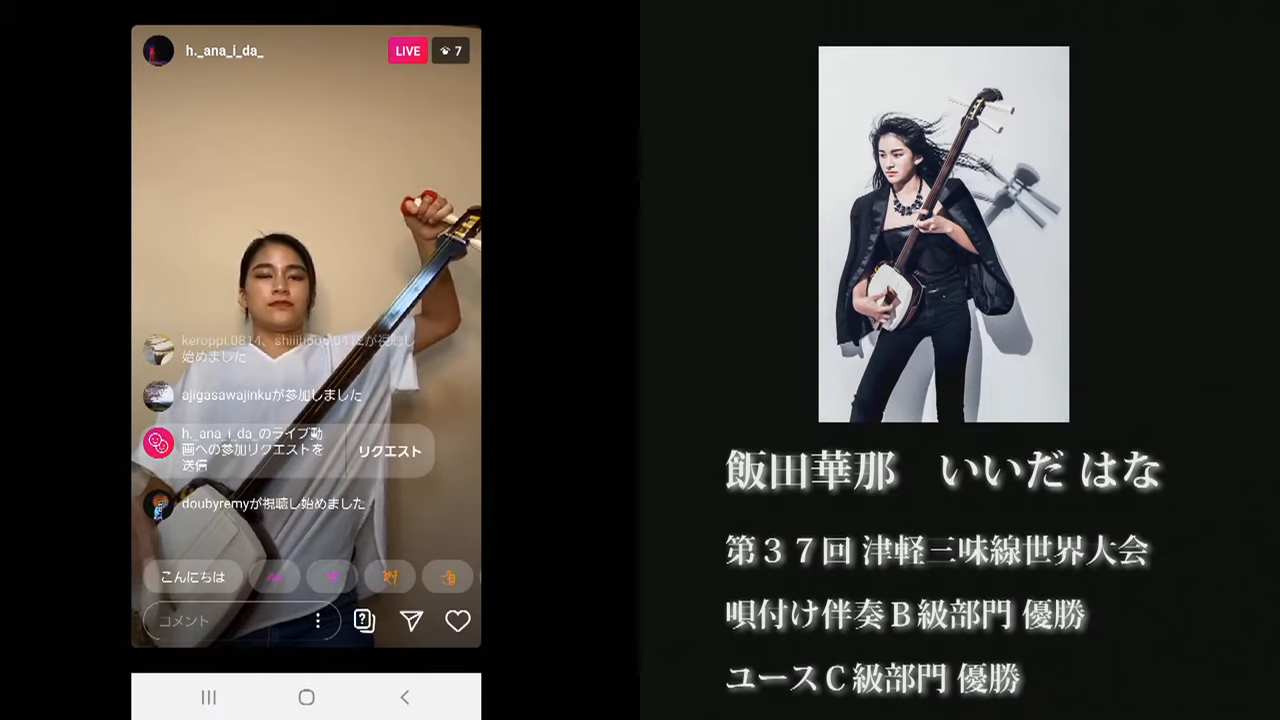 h._ana_i_da_
LIVE
7
keroppi.0814、
が視聴し
始めました
ajigasawajinkuが参加しました
h._ana_i_da_のライブ動
画への参加リクエストを
送信
リクエスト
doubyremyが視聴し始めました
こんにちは
コメント
飯田華那　いいだ はな
第３７回 津軽三味線世界大会
唄付け伴奏Ｂ級部門 優勝
ユースＣ級部門 優勝